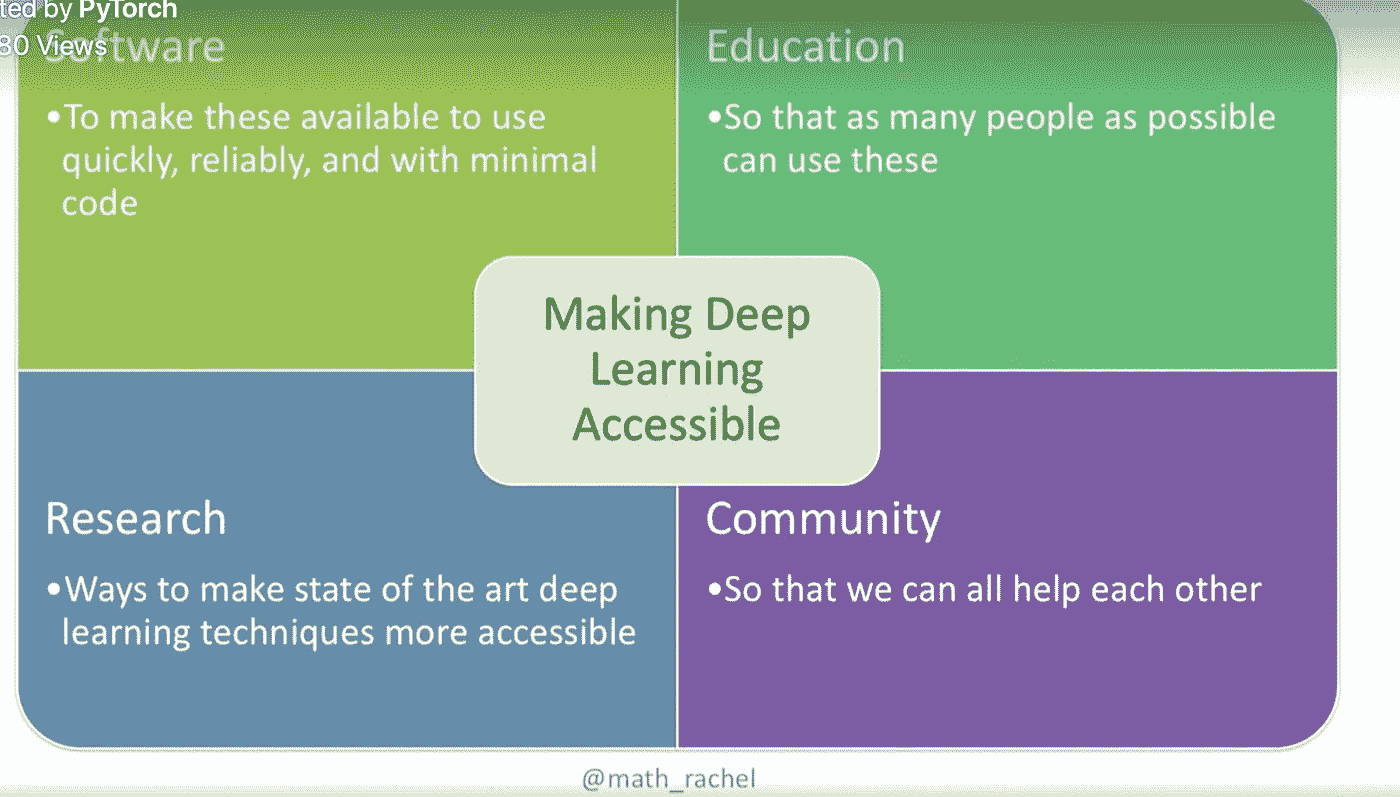 ted by PyTorch
80 Views
Software
•To make these available to use
quickly, reliably, and with minimal
code
Education
•So that as many people as possible
can use these
Making Deep
Learning
Accessible
Research
•Ways to make state of the art deep
learning techniques more accessible
Community
•So that we can all help each other
@math_rachel